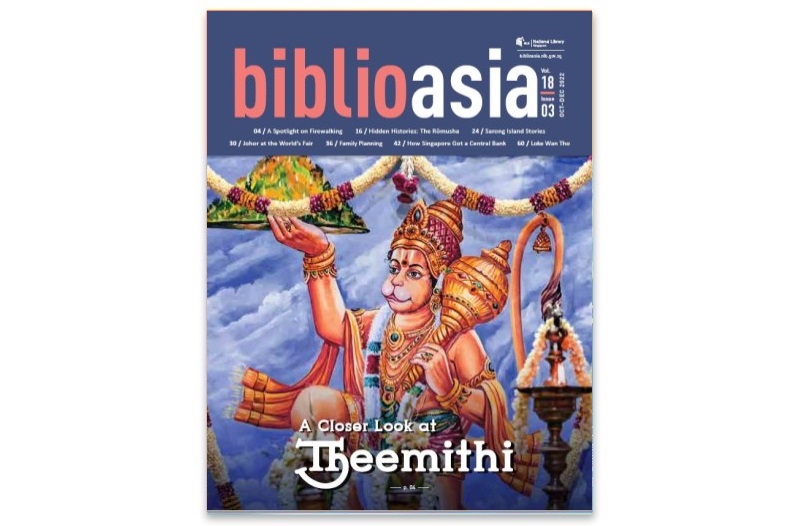 National Library
Singapore
biblioasia.nlb.gov.sg
biblioasia
Vol.
18
Issue
03
OCT–DEC 2022
04 / A Spotlight on Firewalking 16 / Hidden Histories: The Rōmusha 24 / Sarong Island Stories
30 / Johor at the World's Fair 36 / Family Planning 42 / How Singapore Got a Central Bank 60 / Loke Wan Tho
A Closer Look at
Theemithi
p.